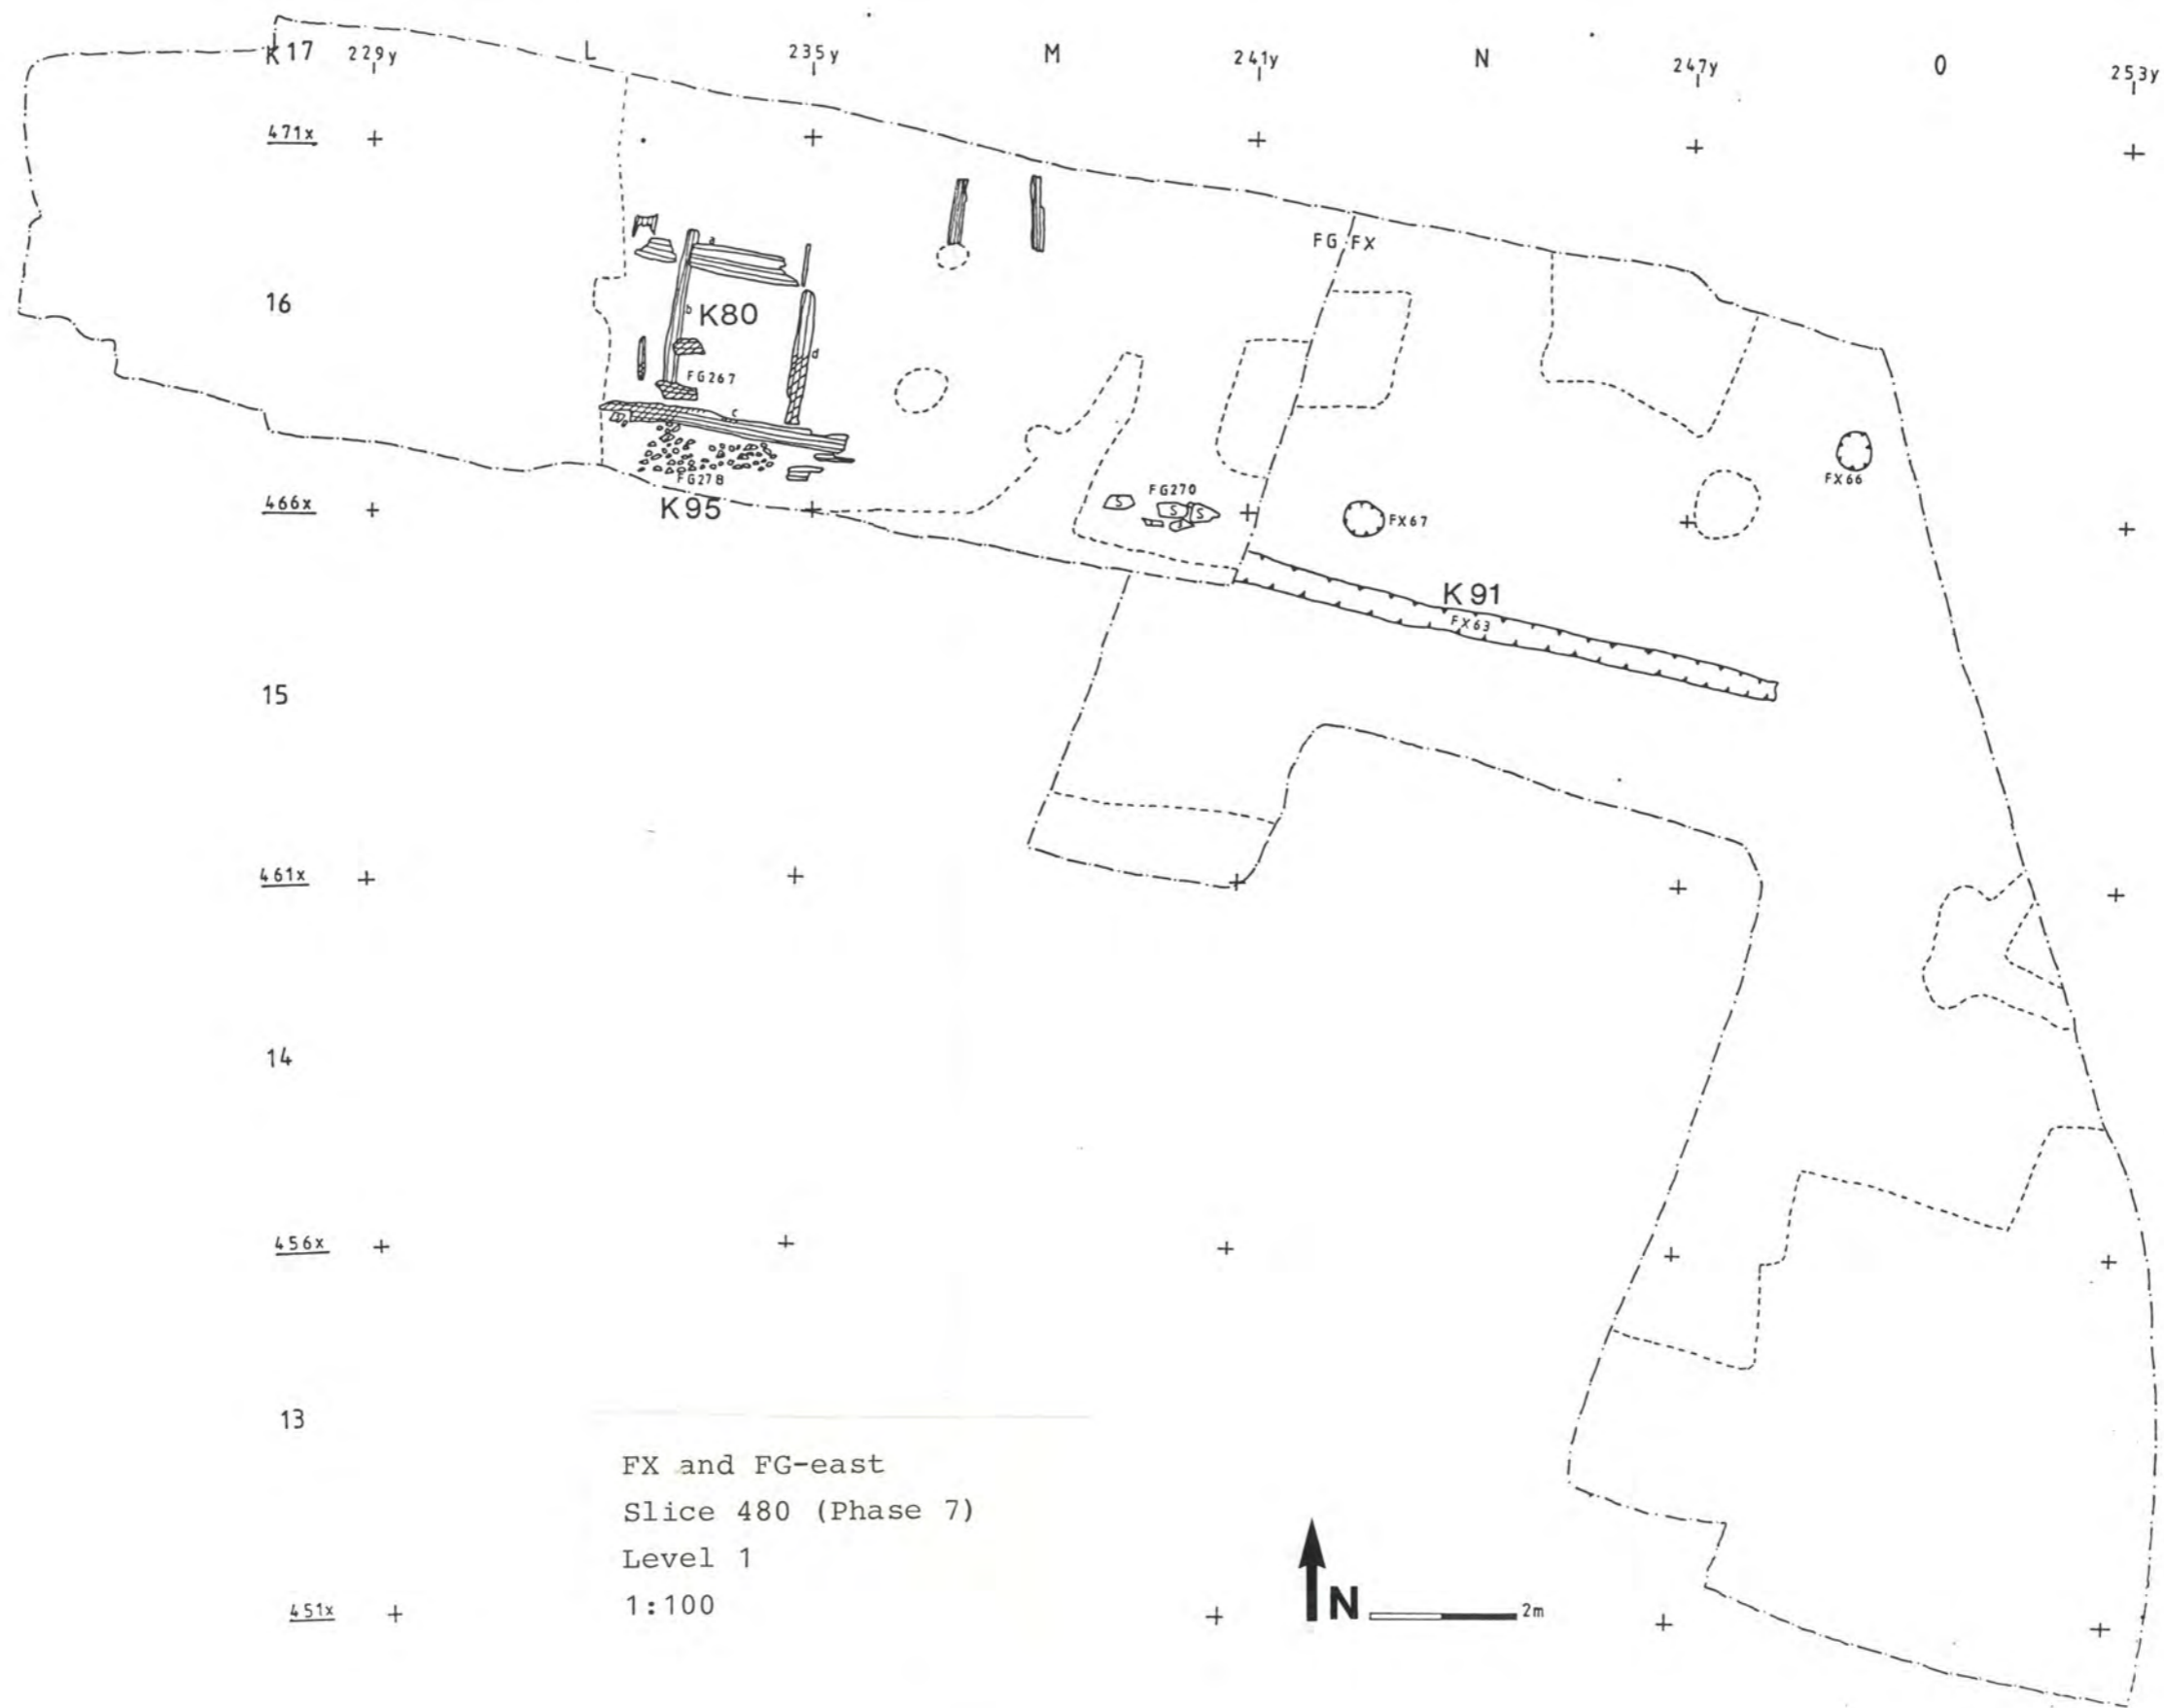 K17 229y L 235y M 241y N 247y O 253y
471x
FG FX
a
16
b
K80
d
FG267
c
FX66
466x
FG278
K95
FG270
S S S
FX67
K91
FX63
15
461x
14
456x
13
FX and FG-east
Slice 480 (Phase 7)
Level 1
1:100
451x
N 2m